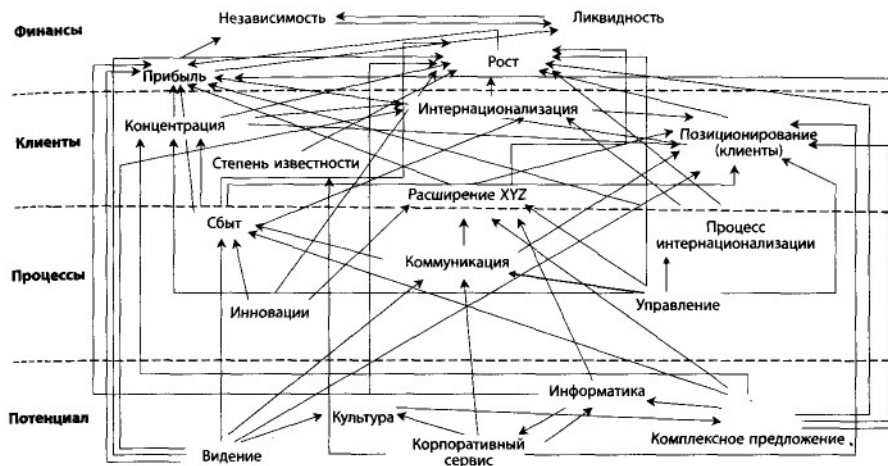 Финансы
Независимость
Ликвидность
Прибыль
Рост
Клиенты
Концентрация
Интернационализация
Позиционирование
(клиенты)
Степень известности
Расширение XYZ
Процессы
Сбыт
Процесс
интернационализации
Коммуникация
Инновации
Управление
Потенциал
Информатика
Культура
Видение
Корпоративный
сервис
Комплексное предложение